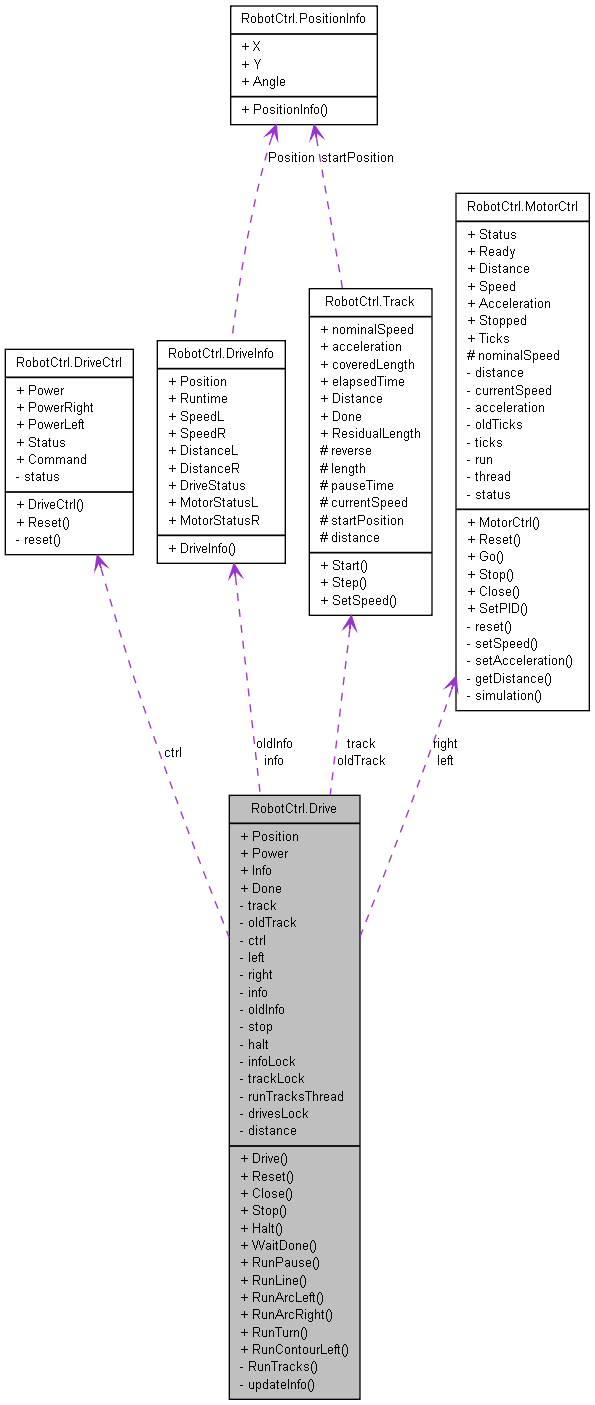 RobotCtrl.PositionInfo
+ X
+ Y
+ Angle
+ PositionInfo()
Position
startPosition
RobotCtrl.MotorCtrl
+ Status
+ Ready
+ Distance
+ Speed
+ Acceleration
+ Stopped
+ Ticks
# nominalSpeed
- distance
- currentSpeed
- acceleration
- oldTicks
- ticks
- run
- thread
- status
+ MotorCtrl()
+ Reset()
+ Go()
+ Stop()
+ Close()
+ SetPID()
- reset()
- setSpeed()
- setAcceleration()
- getDistance()
- simulation()
RobotCtrl.Track
+ nominalSpeed
+ acceleration
+ coveredLength
+ elapsedTime
+ Distance
+ Done
+ ResidualLength
# reverse
# length
# pauseTime
# currentSpeed
# startPosition
# distance
+ Start()
+ Step()
+ SetSpeed()
RobotCtrl.DriveInfo
+ Position
+ Runtime
+ SpeedL
+ SpeedR
+ DistanceL
+ DistanceR
+ DriveStatus
+ MotorStatusL
+ MotorStatusR
+ DriveInfo()
RobotCtrl.DriveCtrl
+ Power
+ PowerRight
+ PowerLeft
+ Status
+ Command
- status
+ DriveCtrl()
+ Reset()
- reset()
ctrl
oldInfo
info
track
oldTrack
right
left
RobotCtrl.Drive
+ Position
+ Power
+ Info
+ Done
- track
- oldTrack
- ctrl
- left
- right
- info
- oldInfo
- stop
- halt
- infoLock
- trackLock
- runTracksThread
- drivesLock
- distance
+ Drive()
+ Reset()
+ Close()
+ Stop()
+ Halt()
+ WaitDone()
+ RunPause()
+ RunLine()
+ RunArcLeft()
+ RunArcRight()
+ RunTurn()
+ RunContourLeft()
- RunTracks()
- updateInfo()